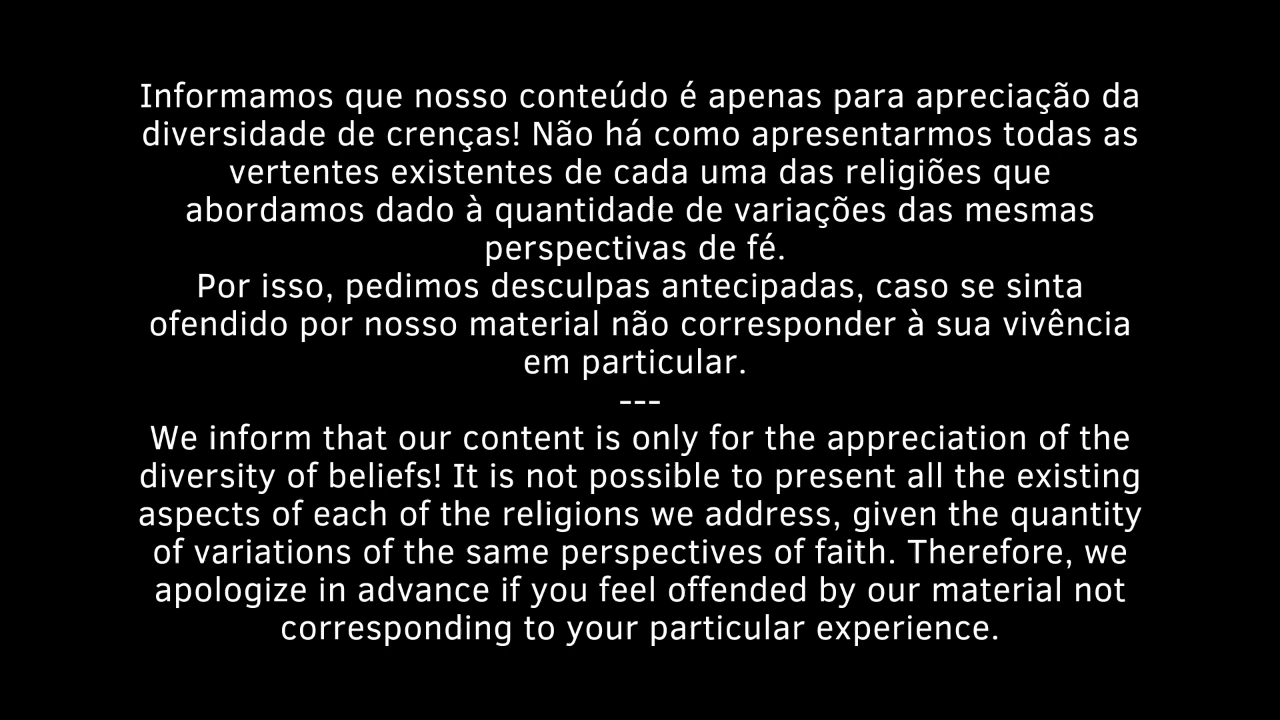 Informamos que nosso conteúdo é apenas para apreciação da
diversidade de crenças! Não há como apresentarmos todas as
vertentes existentes de cada uma das religiões que
abordamos dado à quantidade de variações das mesmas
perspectivas de fé.
Por isso, pedimos desculpas antecipadas, caso se sinta
ofendido por nosso material não corresponder à sua vivência
em particular.
---
We inform that our content is only for the appreciation of the
diversity of beliefs! It is not possible to present all the existing
aspects of each of the religions we address, given the quantity
of variations of the same perspectives of faith. Therefore, we
apologize in advance if you feel offended by our material not
corresponding to your particular experience.